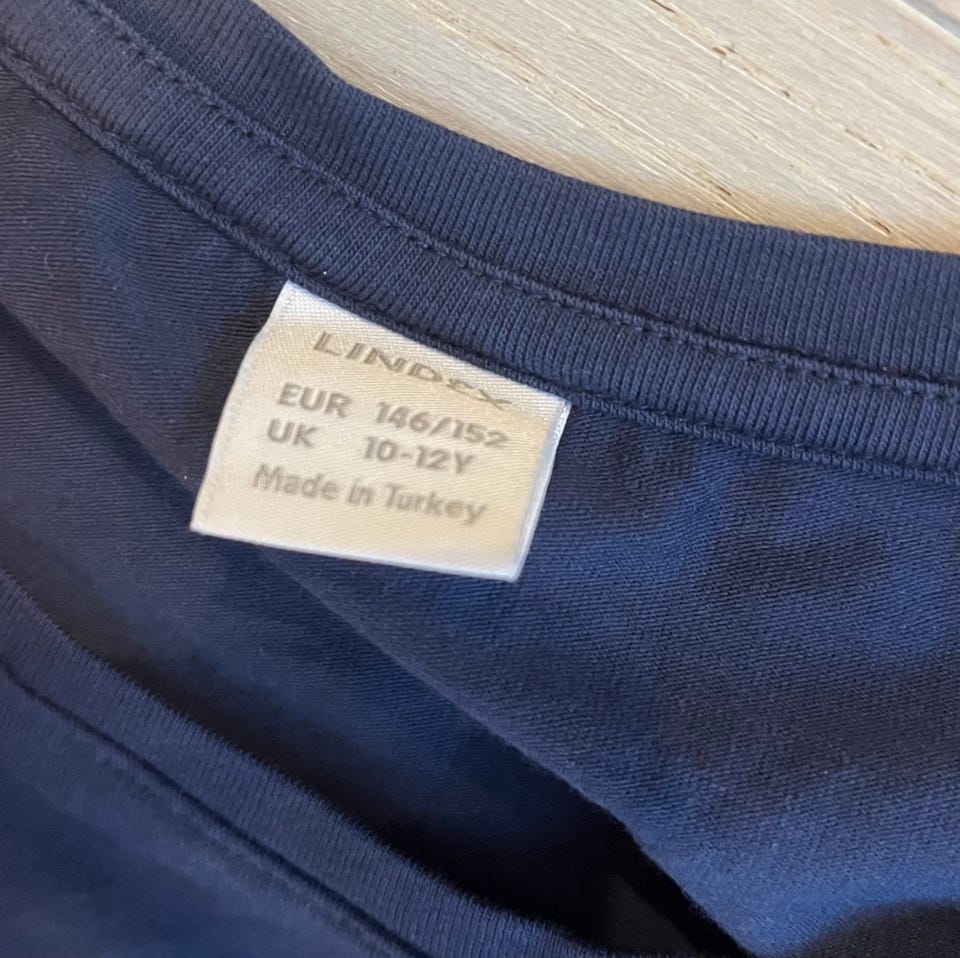 LINDEX
EUR 146/152
UK 10-12Y
Made in Turkey